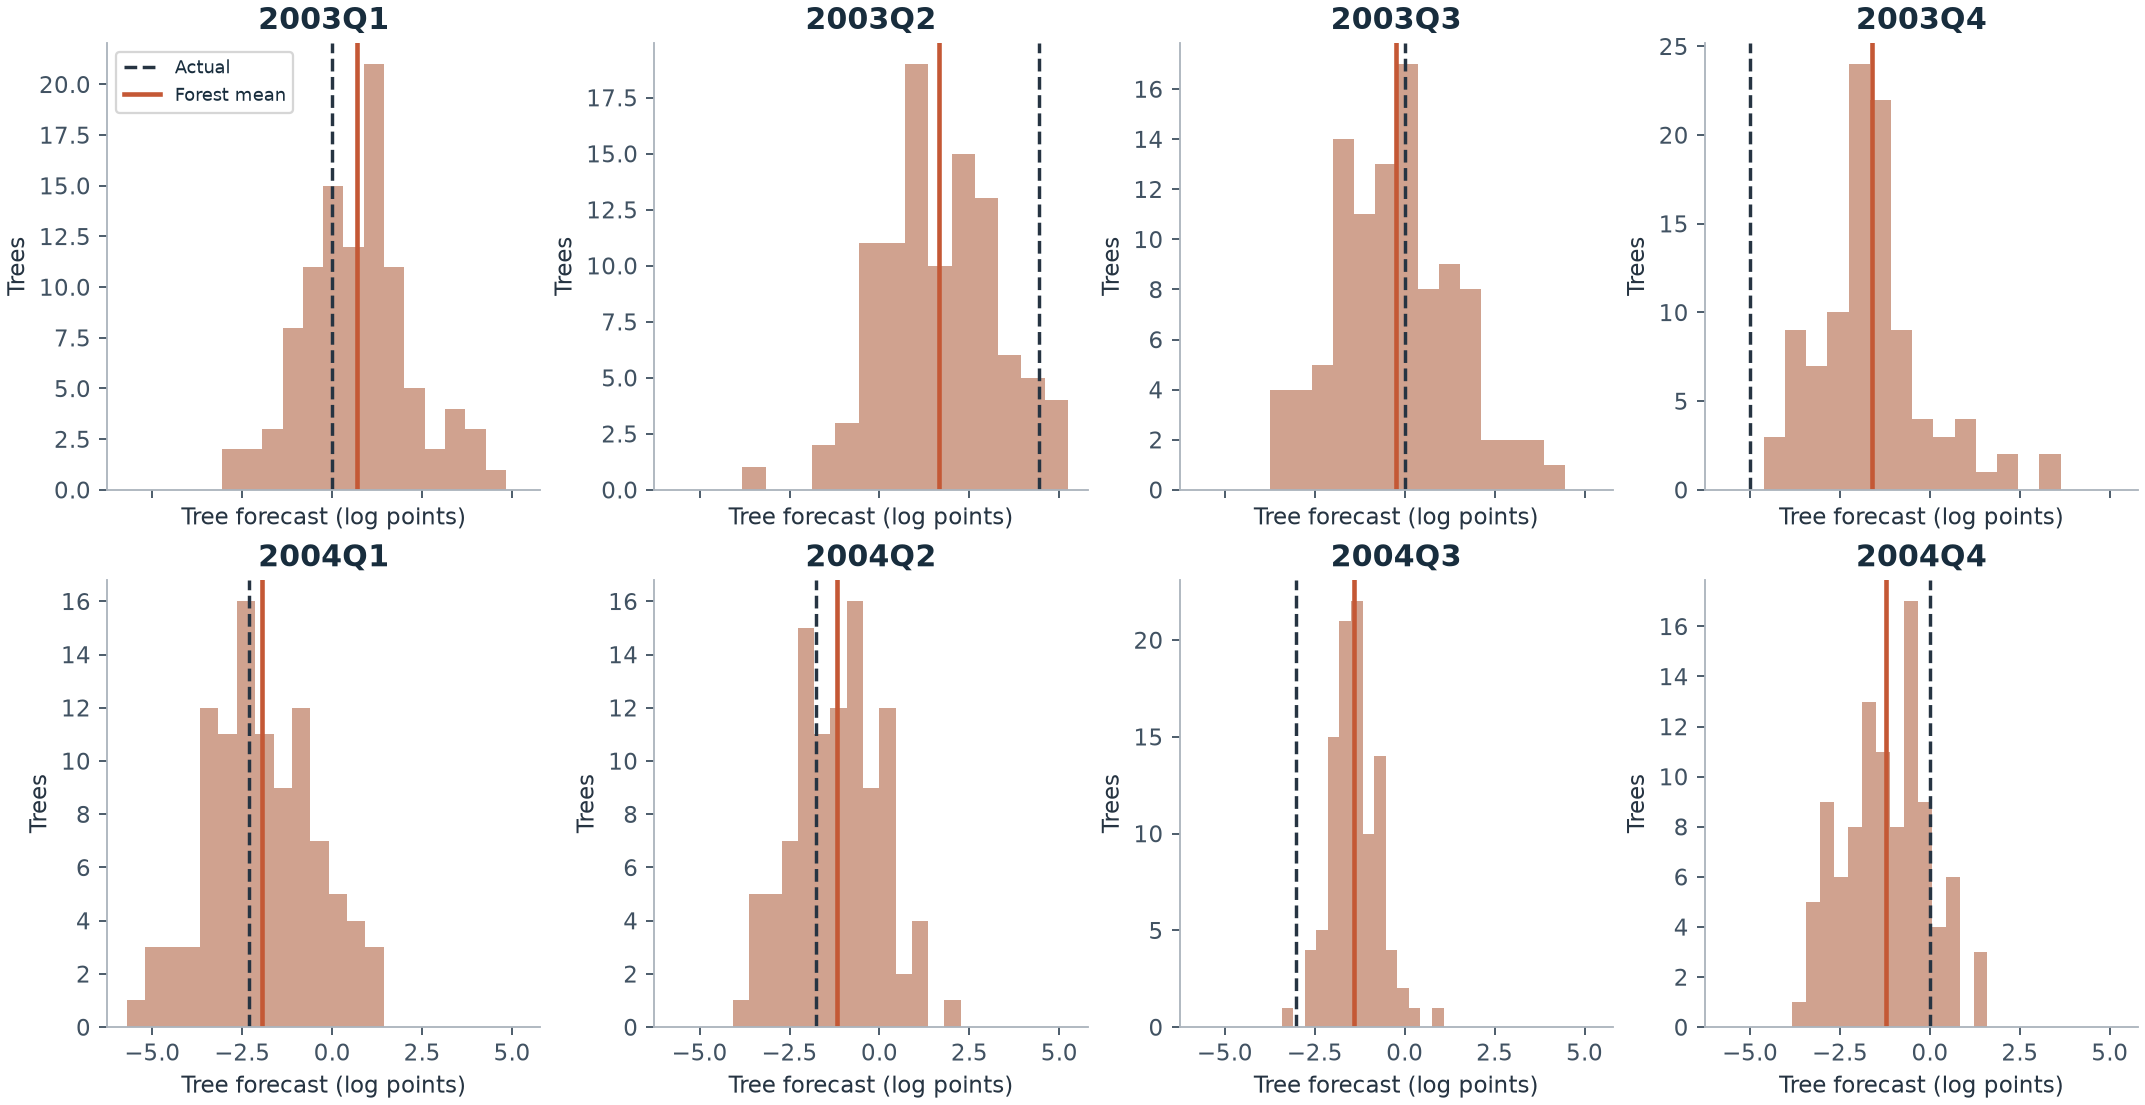 2003Q1
2003Q2
2003Q3
2003Q4
Actual
Forest mean
Trees
20.0
17.5
15.0
12.5
10.0
7.5
5.0
2.5
0.0
Tree forecast (log points)
Trees
17.5
15.0
12.5
10.0
7.5
5.0
2.5
0.0
Tree forecast (log points)
Trees
16
14
12
10
8
6
4
2
0
Tree forecast (log points)
Trees
25
20
15
10
5
0
Tree forecast (log points)
2004Q1
2004Q2
2004Q3
2004Q4
Trees
16
14
12
10
8
6
4
2
0
−5.0 −2.5 0.0 2.5 5.0
Tree forecast (log points)
Trees
16
14
12
10
8
6
4
2
0
−5.0 −2.5 0.0 2.5 5.0
Tree forecast (log points)
Trees
20
15
10
5
0
−5.0 −2.5 0.0 2.5 5.0
Tree forecast (log points)
Trees
16
14
12
10
8
6
4
2
0
−5.0 −2.5 0.0 2.5 5.0
Tree forecast (log points)